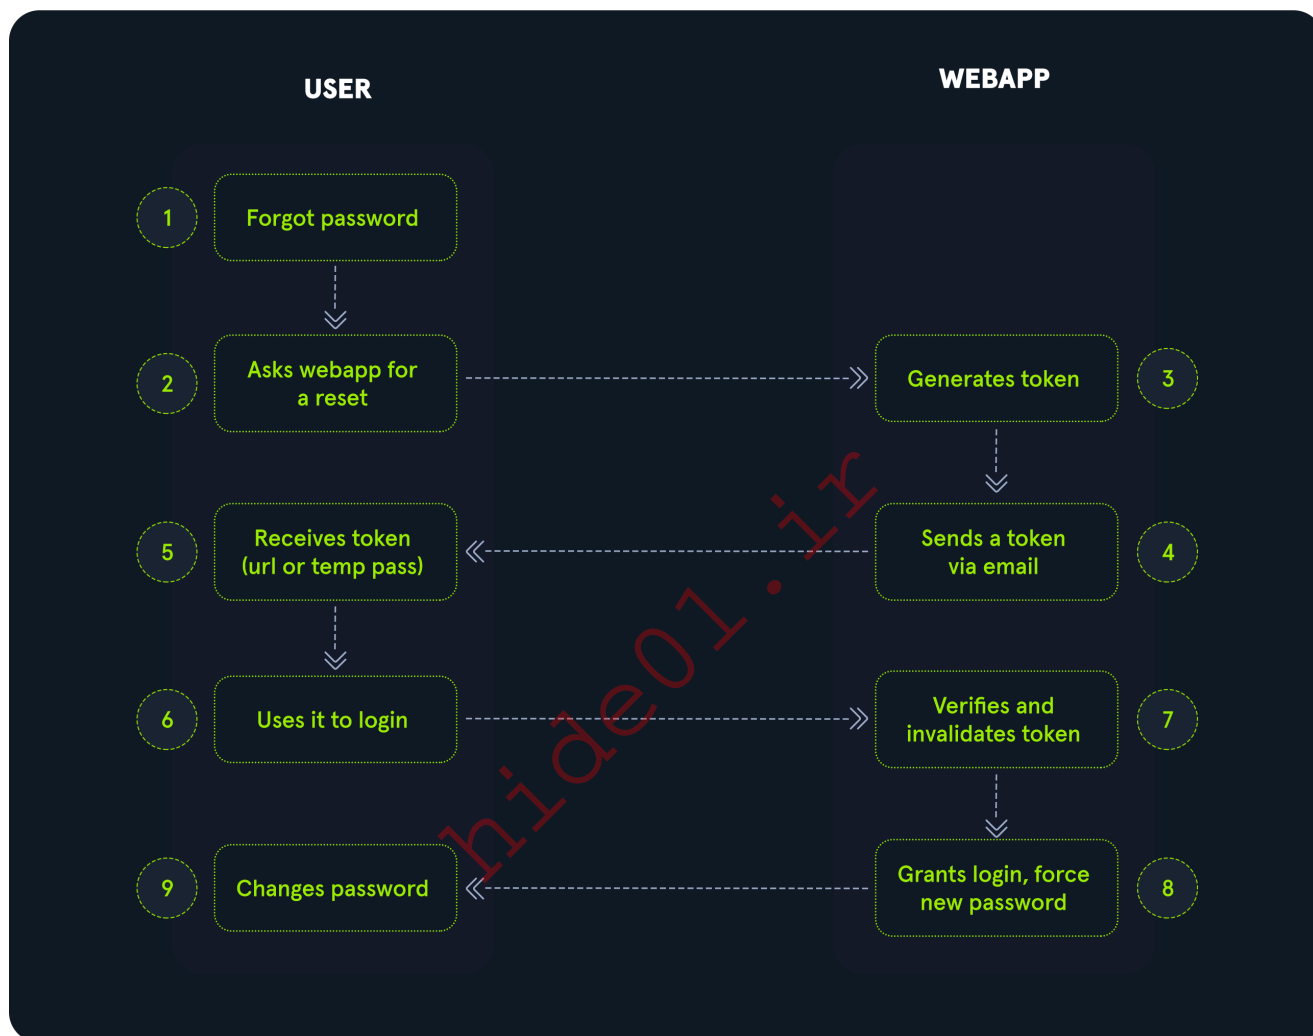 USER
WEBAPP
1
Forgot password
2
Asks webapp for
a reset
Generates token
3
5
Receives token
(url or temp pass)
Sends a token
via email
4
6
Uses it to login
Verifies and
invalidates token
7
9
Changes password
Grants login, force
new password
8
hide01.ir